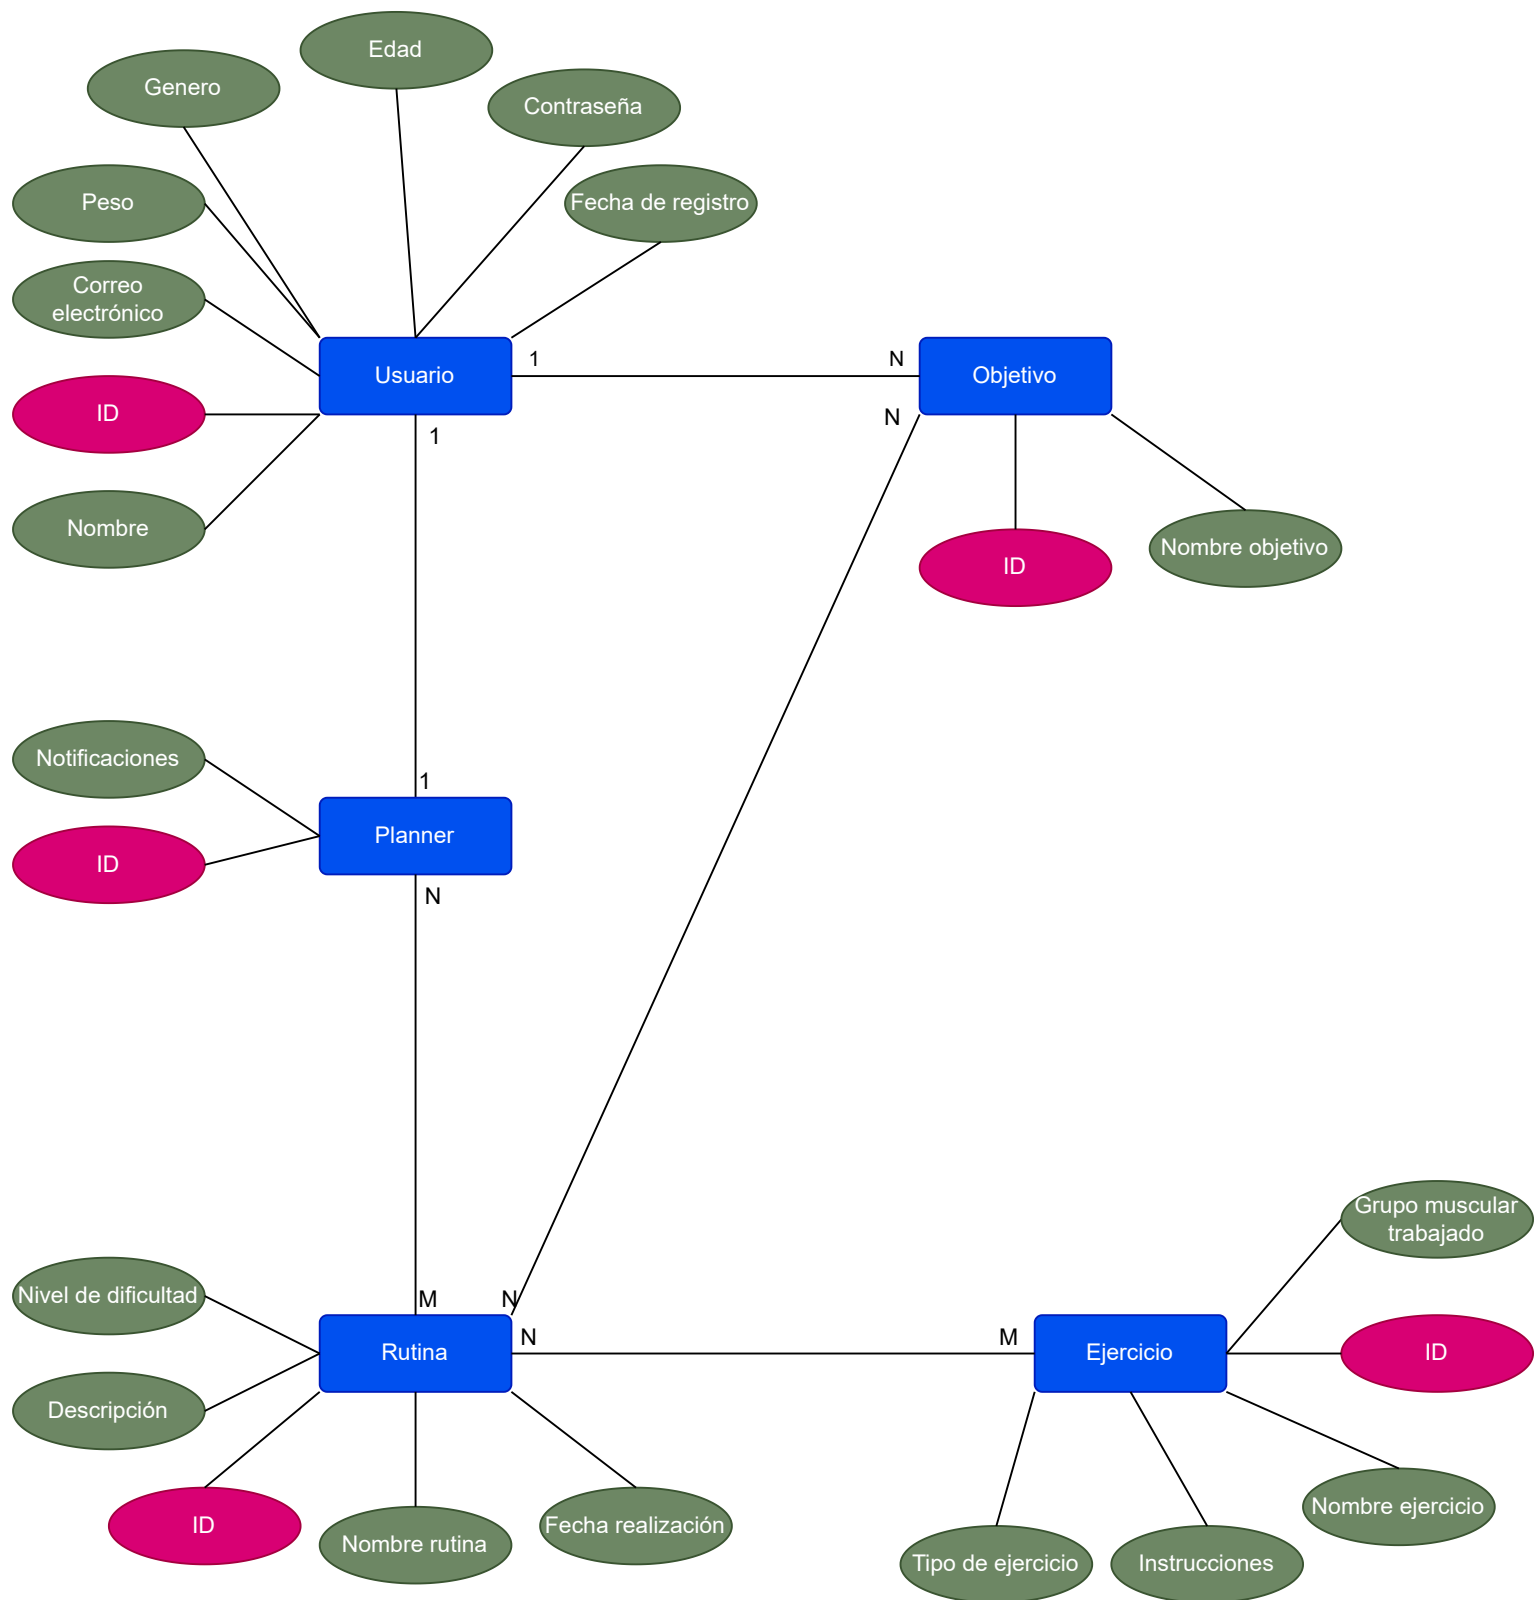 Edad
Genero
Contraseña
Peso
Fecha de registro
Correo
electrónico
Usuario
1
N
Objetivo
ID
1
N
Nombre
ID
Nombre objetivo
Notificaciones
1
Planner
ID
N
Grupo muscular
trabajado
Nivel de dificultad
M
N
Rutina
N
M
Ejercicio
ID
Descripción
ID
Nombre rutina
Fecha realización
Nombre ejercicio
Tipo de ejercicio
Instrucciones